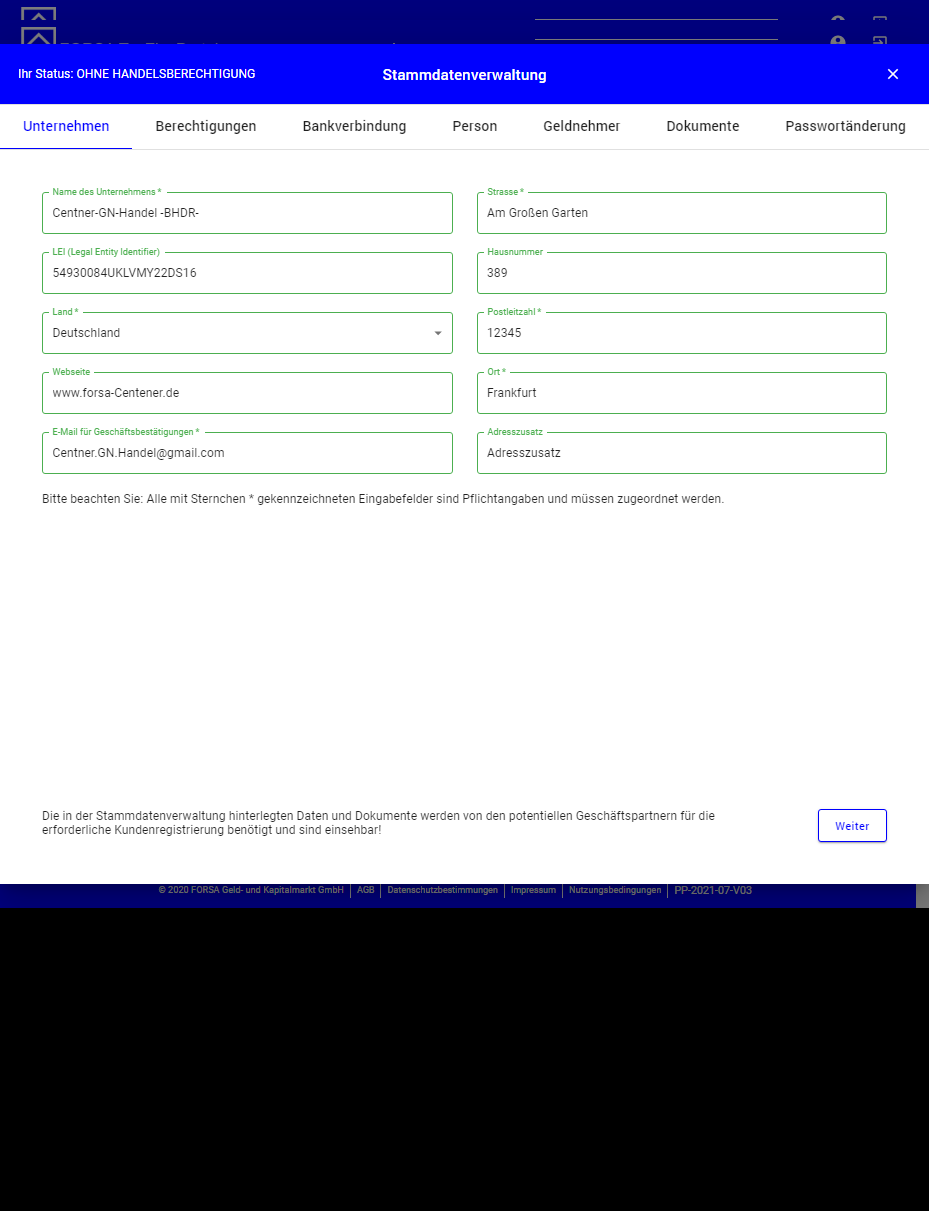 Ihr Status: OHNE HANDELSBERECHTIGUNG
Stammdatenverwaltung
Unternehmen
Berechtigungen
Bankverbindung
Person
Geldnehmer
Dokumente
Passwortänderung
Name des Unternehmens *
Centner-GN-Handel -BHDR-
Strasse *
Am Großen Garten
LEI (Legal Entity Identifier)
54930084UKLVMY22DS16
Hausnummer
389
Land *
Deutschland
Postleitzahl *
12345
Webseite
www.forsa-Centener.de
Ort *
Frankfurt
E-Mail für Geschäftsbestätigungen *
Centner.GN.Handel@gmail.com
Adresszusatz
Adresszusatz
Bitte beachten Sie: Alle mit Sternchen * gekennzeichneten Eingabefelder sind Pflichtangaben und müssen zugeordnet werden.
Die in der Stammdatenverwaltung hinterlegten Daten und Dokumente werden von den potentiellen Geschäftspartnern für die
erforderliche Kundenregistrierung benötigt und sind einsehbar!
Weiter
© 2020 FORSA Geld- und Kapitalmarkt GmbH | AGB | Datenschutzbestimmungen | Impressum | Nutzungsbedingungen | PP-2021-07-V03